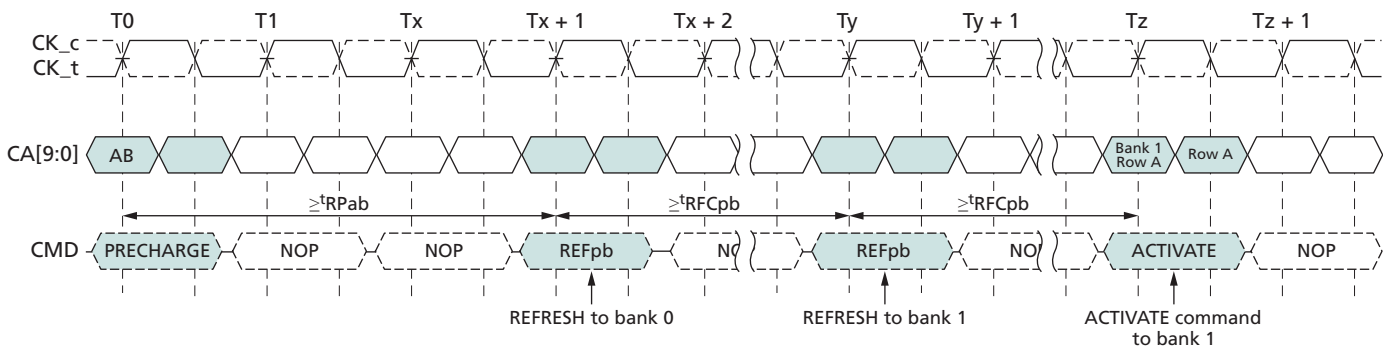 T0 T1 Tx Tx + 1 Tx + 2 Ty Ty + 1 Tz Tz + 1
CK_c
CK_t
CA[9:0] AB Bank 1 Row A Row A
≥tRPab ≥tRFCpb ≥tRFCpb
CMD PRECHARGE NOP NOP REFpb REFpb ACTIVATE NOP
REFRESH to bank 0 REFRESH to bank 1 ACTIVATE command
to bank 1